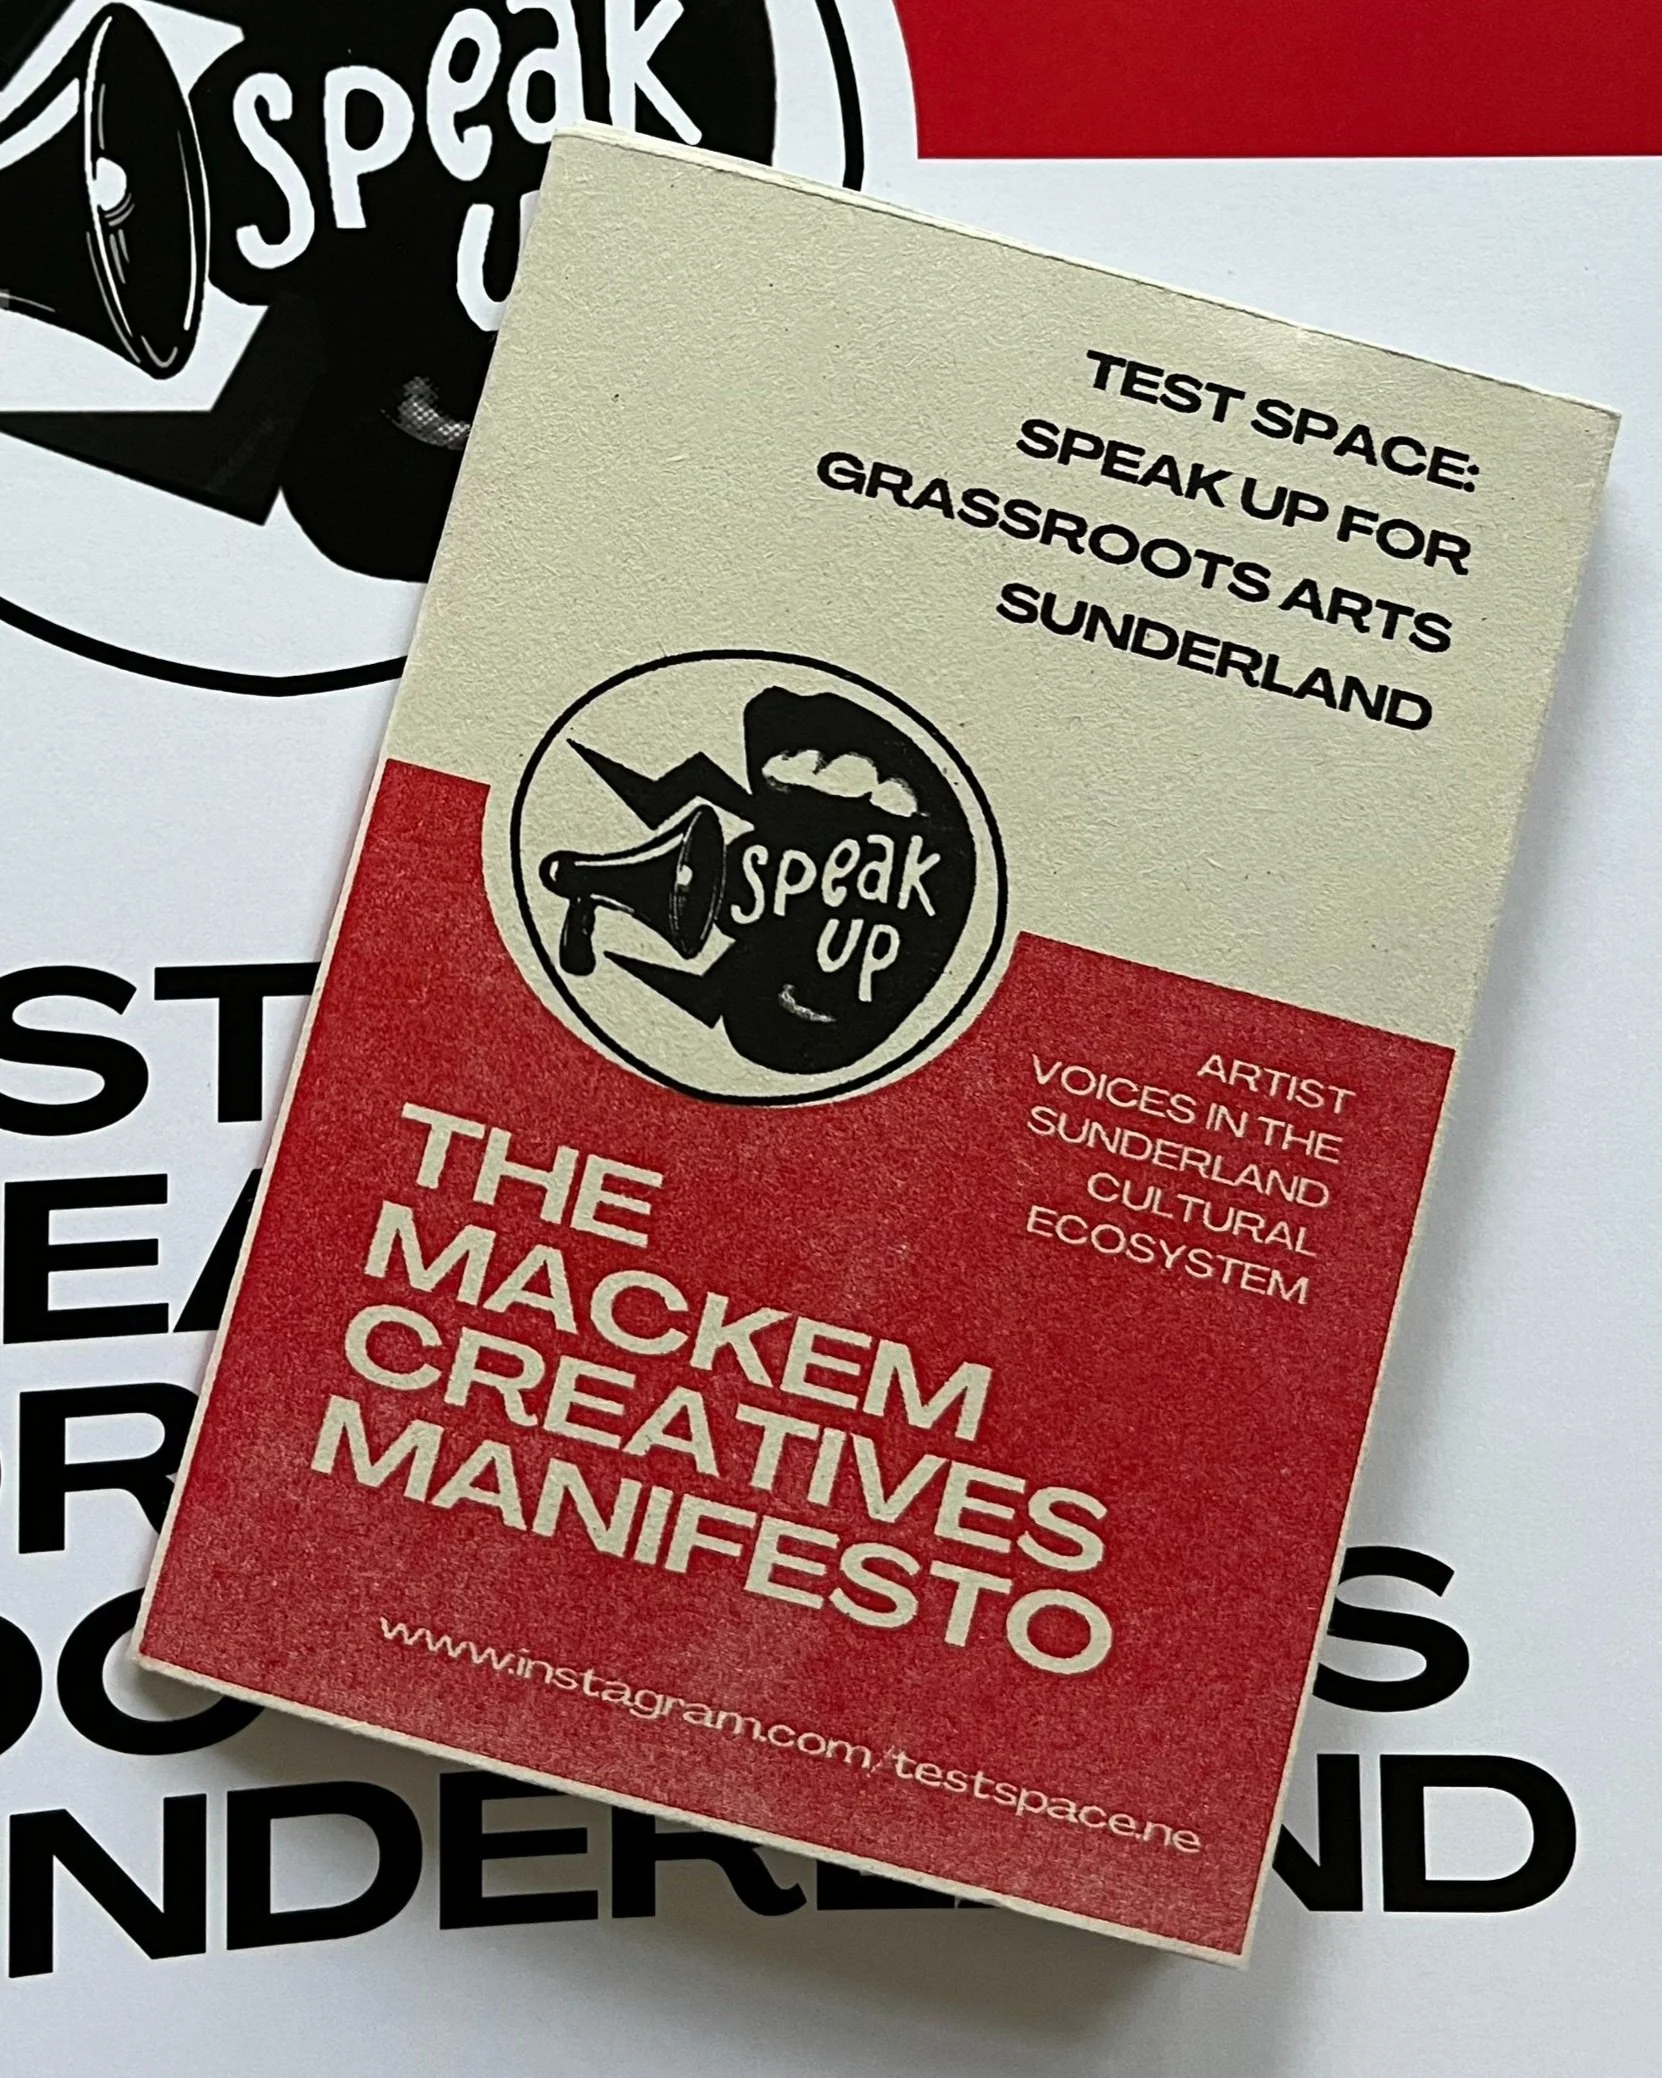 speak
TEST SPACE:
SPEAK UP FOR
GRASSROOTS ARTS
SUNDERLAND
speak
up
ARTIST
VOICES IN THE
SUNDERLAND
CULTURAL
ECOSYSTEM
THE
MACKEM
CREATIVES
MANIFESTO
www.instagram.com/testspace.ne